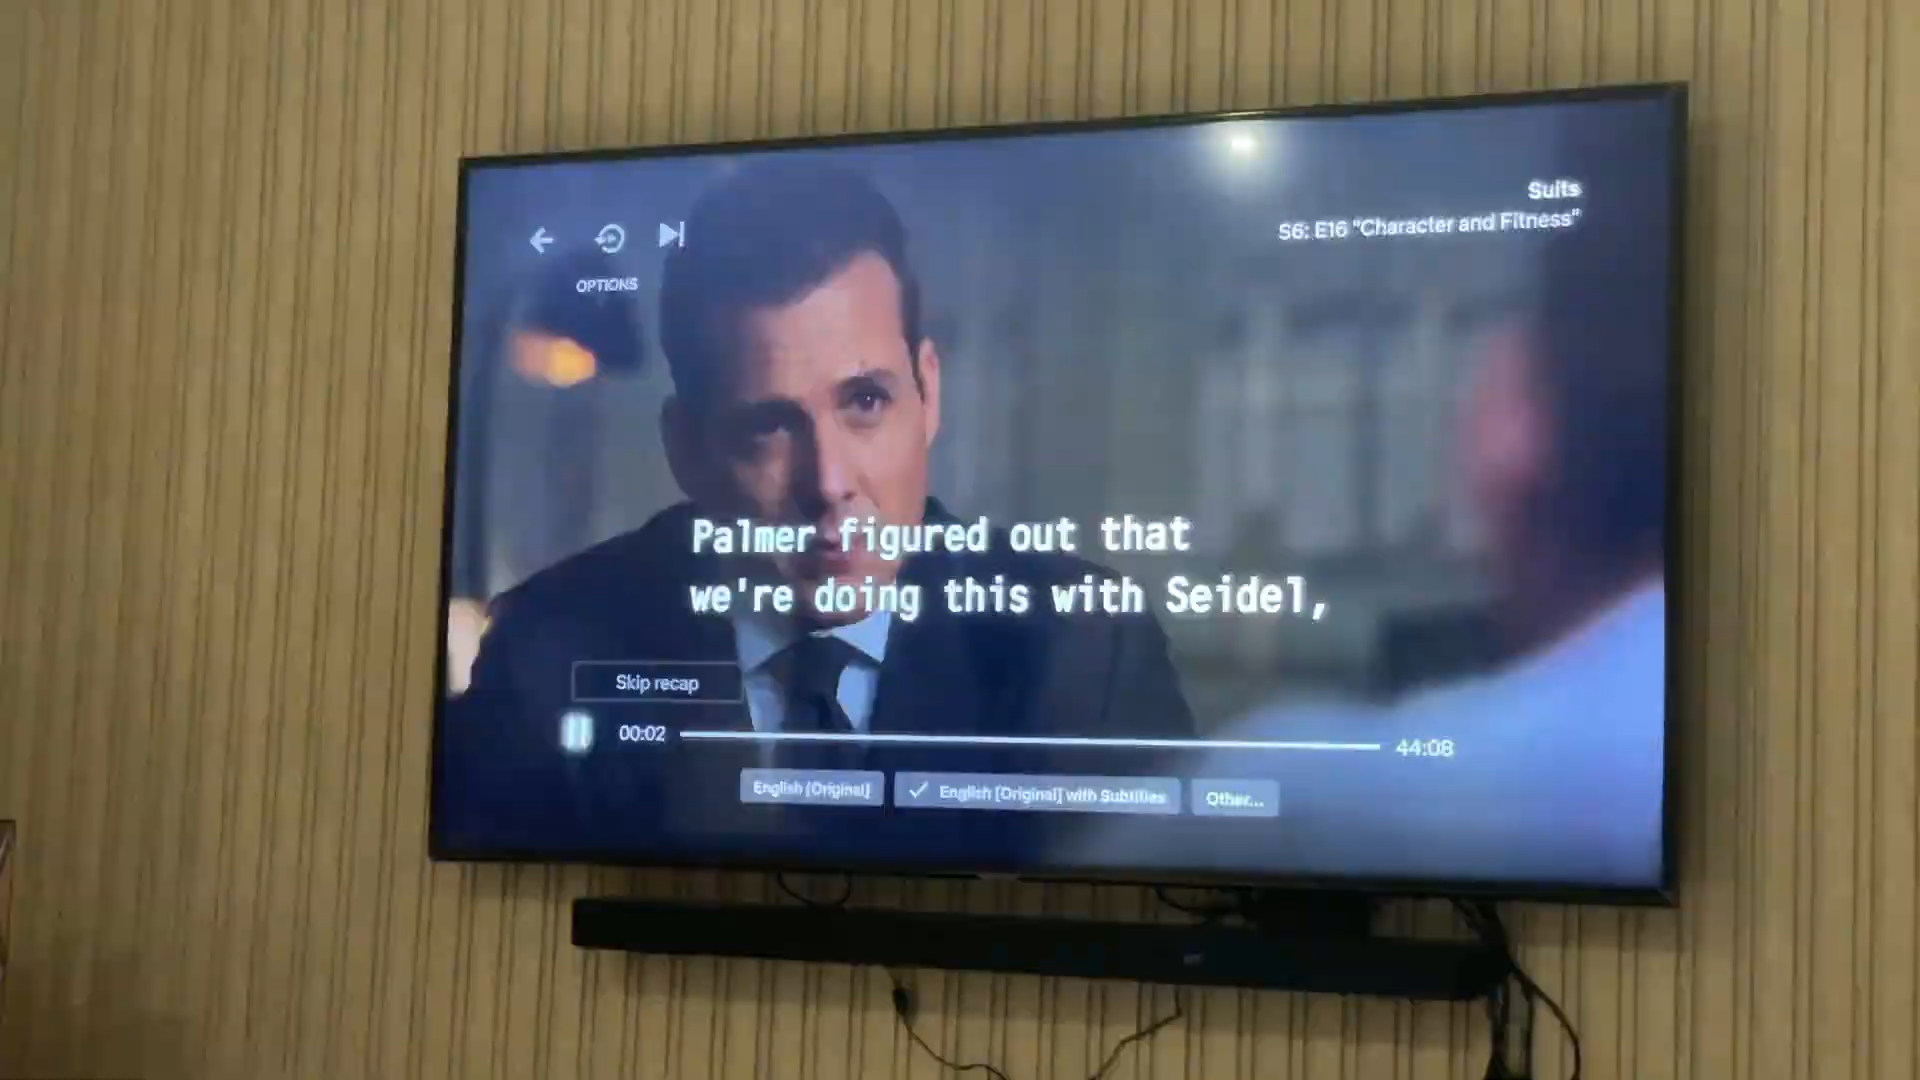 Suits
S6: E16 "Character and Fitness"
OPTIONS
Palmer figured out that
we're doing this with Seidel,
Skip recap
00:02
44:08
English [Original]
English [Original] with Subtitles
Other...